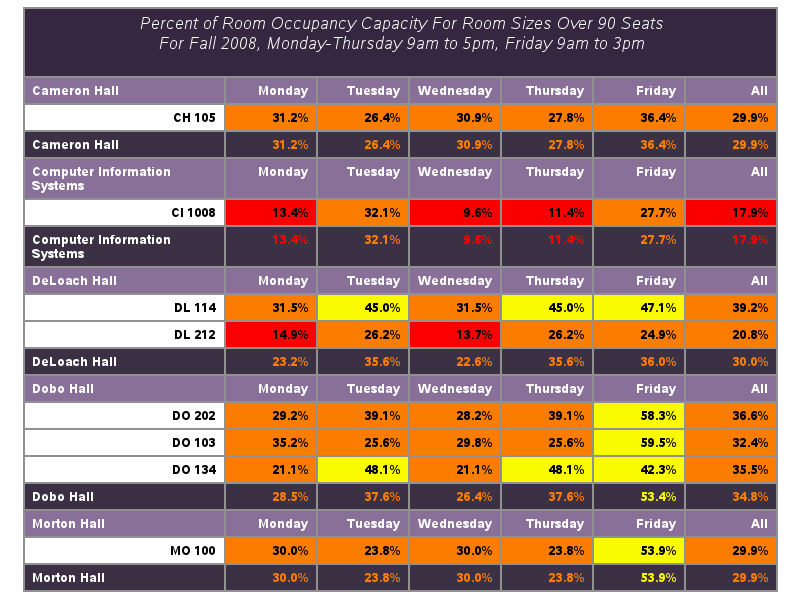 Percent of Room Occupancy Capacity For Room Sizes Over 90 Seats
For Fall 2008, Monday-Thursday 9am to 5pm, Friday 9am to 3pm
Cameron Hall Monday Tuesday Wednesday Thursday Friday All
CH 105 31.2% 26.4% 30.9% 27.8% 36.4% 29.9%
Cameron Hall 31.2% 26.4% 30.9% 27.8% 36.4% 29.9%
Computer Information Monday Tuesday Wednesday Thursday Friday All
Systems
CI 1008 13.4% 32.1% 9.6% 11.4% 27.7% 17.9%
Computer Information 13.4% 32.1% 9.6% 11.4% 27.7% 17.9%
Systems
DeLoach Hall Monday Tuesday Wednesday Thursday Friday All
DL 114 31.5% 45.0% 31.5% 45.0% 47.1% 39.2%
DL 212 14.9% 26.2% 13.7% 26.2% 24.9% 20.8%
DeLoach Hall 23.2% 35.6% 22.6% 35.6% 36.0% 30.0%
Dobo Hall Monday Tuesday Wednesday Thursday Friday All
DO 202 29.2% 39.1% 28.2% 39.1% 58.3% 36.6%
DO 103 35.2% 25.6% 29.8% 25.6% 59.5% 32.4%
DO 134 21.1% 48.1% 21.1% 48.1% 42.3% 35.5%
Dobo Hall 28.5% 37.6% 26.4% 37.6% 53.4% 34.8%
Morton Hall Monday Tuesday Wednesday Thursday Friday All
MO 100 30.0% 23.8% 30.0% 23.8% 53.9% 29.9%
Morton Hall 30.0% 23.8% 30.0% 23.8% 53.9% 29.9%